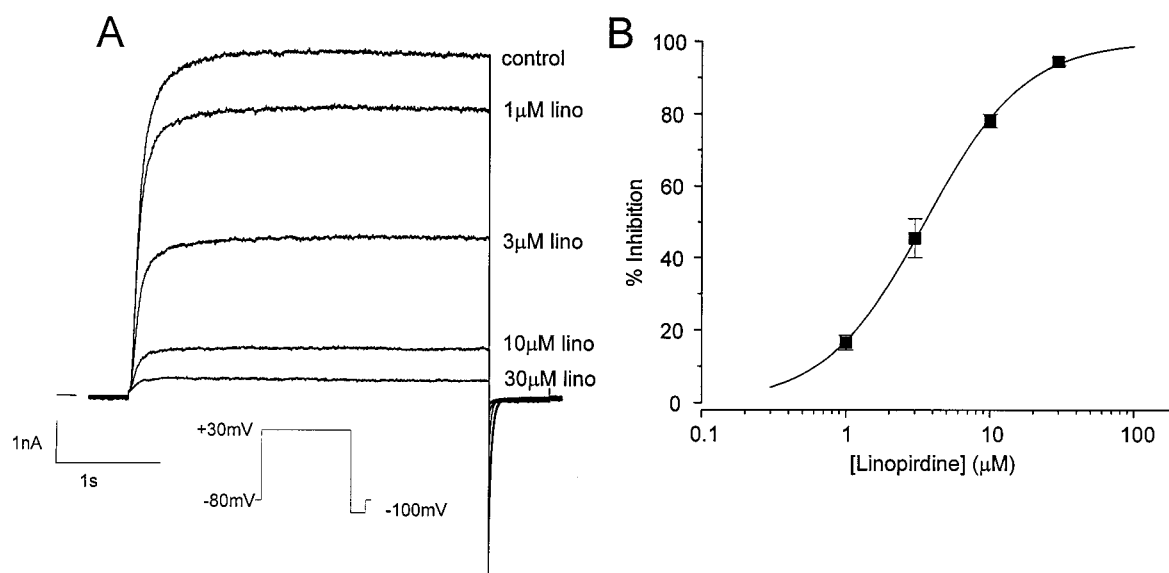 A
control
1µM lino
3µM lino
10µM lino
30µM lino
1nA
1s
+30mV
-80mV
-100mV
B
% Inhibition
100
80
60
40
20
0
0.1
1
10
100
[Linopirdine] (µM)